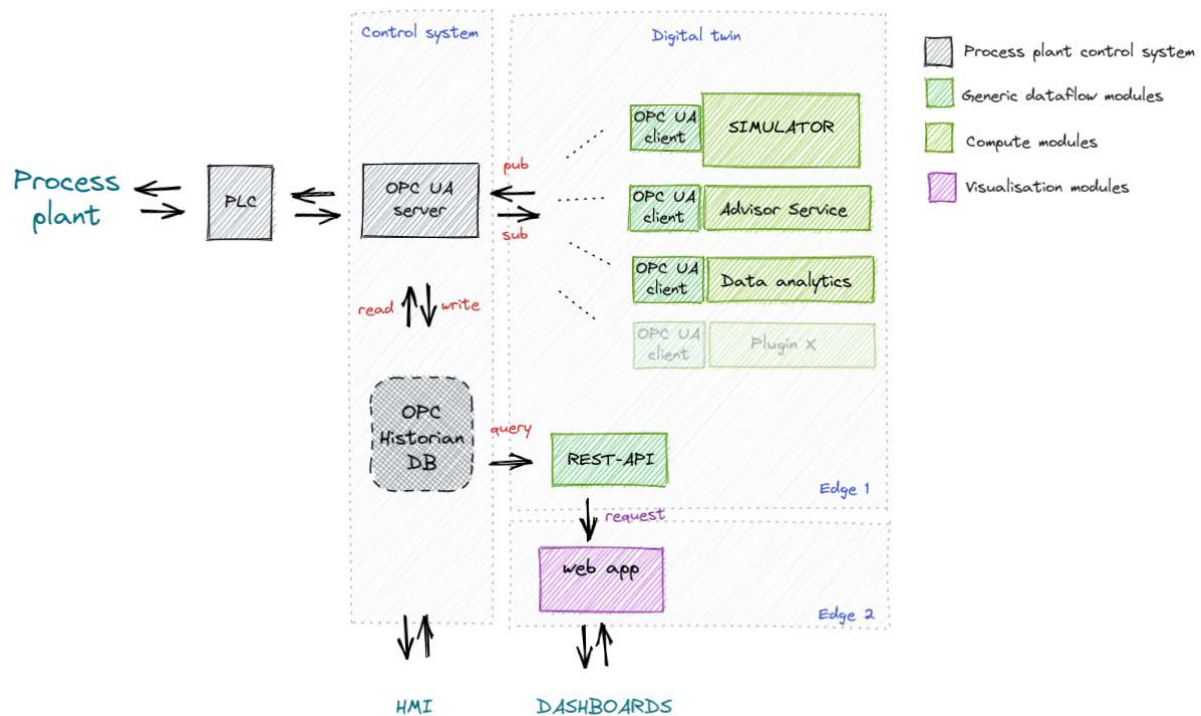 Control system
Digital twin
Process plant control system
Generic dataflow modules
Compute modules
Visualisation modules
OPC UA
client
SIMULATOR
Process
plant
PLC
OPC UA
server
pub
sub
OPC UA
client
Advisor Service
OPC UA
client
Data analytics
read
write
OPC UA
client
Plugin X
OPC
Historian
DB
query
REST-API
Edge 1
request
web app
Edge 2
HMI
DASHBOARDS